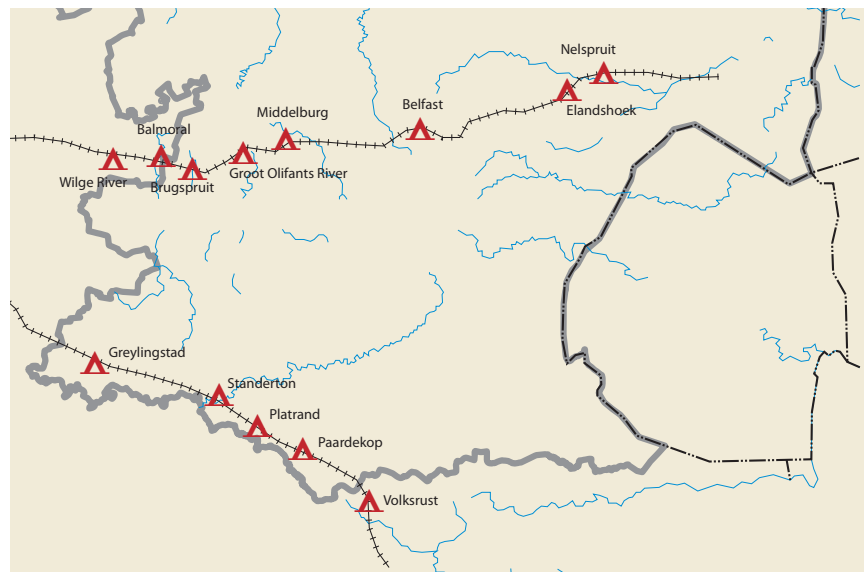 Nelspruit
Belfast
Elandshoek
Middelburg
Balmoral
Groot Olifants River
Wilge River
Brugspruit
Greylingstad
Standerton
Platrand
Paardekop
Volksrust